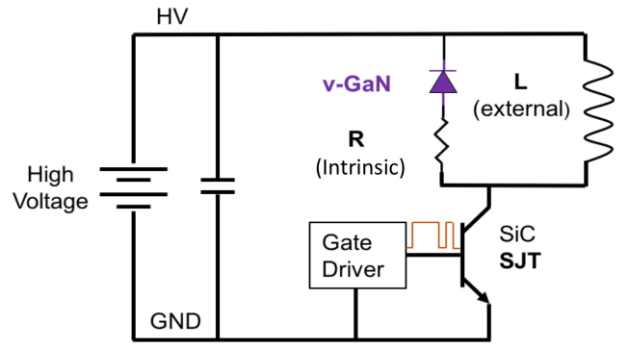 HV
v-GaN
L
(external)
R
(Intrinsic)
High
Voltage
Gate
Driver
SiC
SJT
GND